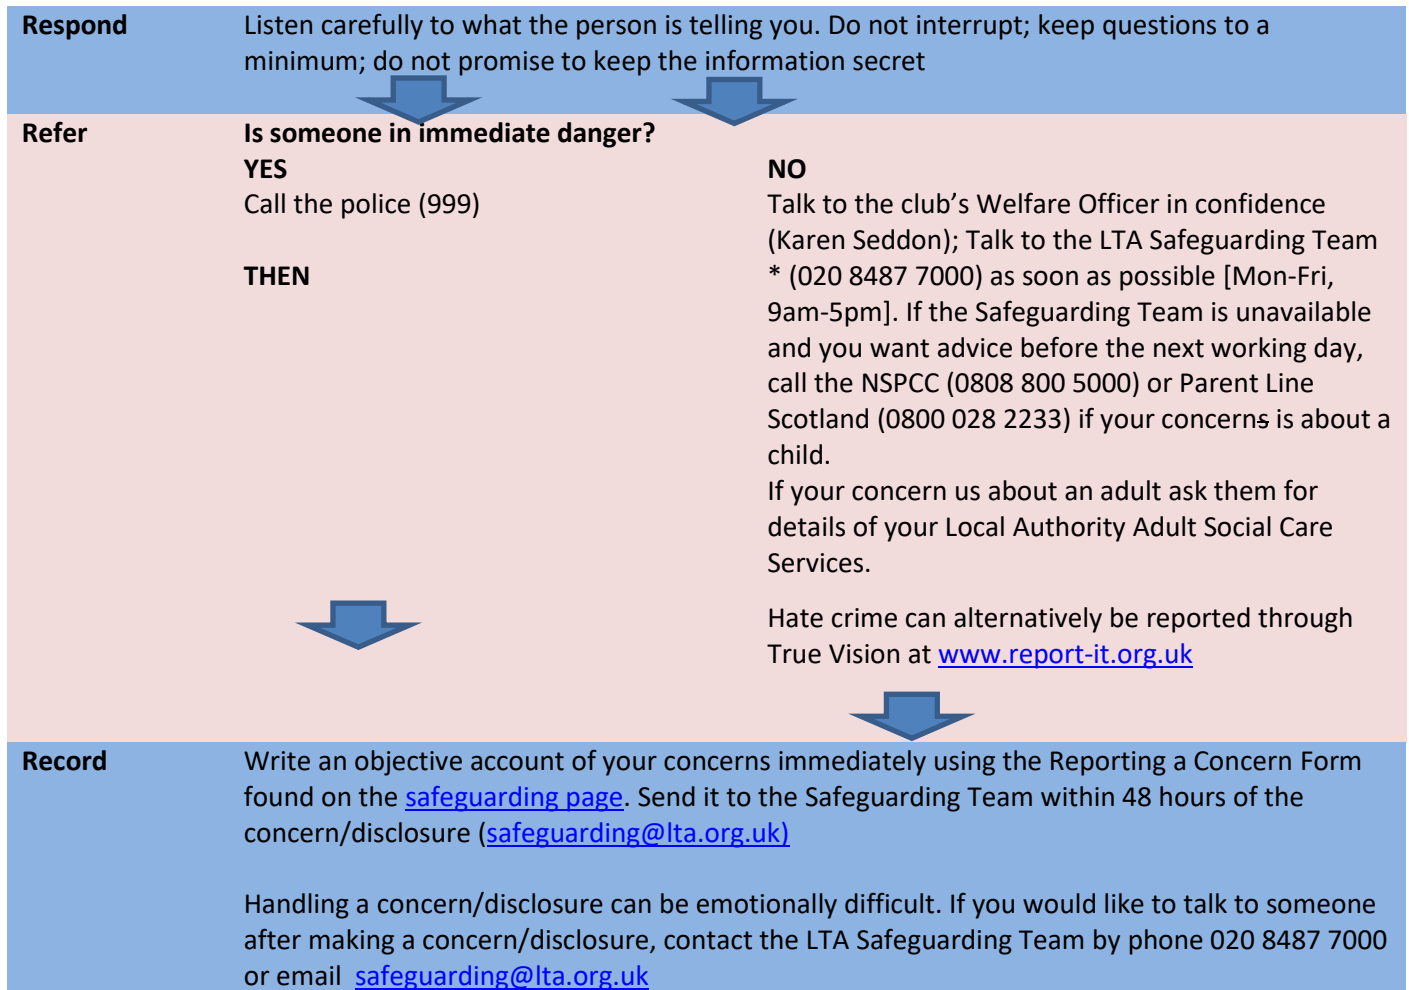 Respond
Listen carefully to what the person is telling you. Do not interrupt; keep questions to a
minimum; do not promise to keep the information secret
Refer
Is someone in immediate danger?
YES
Call the police (999)
THEN
NO
Talk to the club’s Welfare Officer in confidence
(Karen Seddon); Talk to the LTA Safeguarding Team
* (020 8487 7000) as soon as possible [Mon-Fri,
9am-5pm]. If the Safeguarding Team is unavailable
and you want advice before the next working day,
call the NSPCC (0808 800 5000) or Parent Line
Scotland (0800 028 2233) if your concerns is about a
child.
If your concern us about an adult ask them for
details of your Local Authority Adult Social Care
Services.
Hate crime can alternatively be reported through
True Vision at www.report-it.org.uk
Record
Write an objective account of your concerns immediately using the Reporting a Concern Form
found on the safeguarding page. Send it to the Safeguarding Team within 48 hours of the
concern/disclosure (safeguarding@lta.org.uk)
Handling a concern/disclosure can be emotionally difficult. If you would like to talk to someone
after making a concern/disclosure, contact the LTA Safeguarding Team by phone 020 8487 7000
or email safeguarding@lta.org.uk